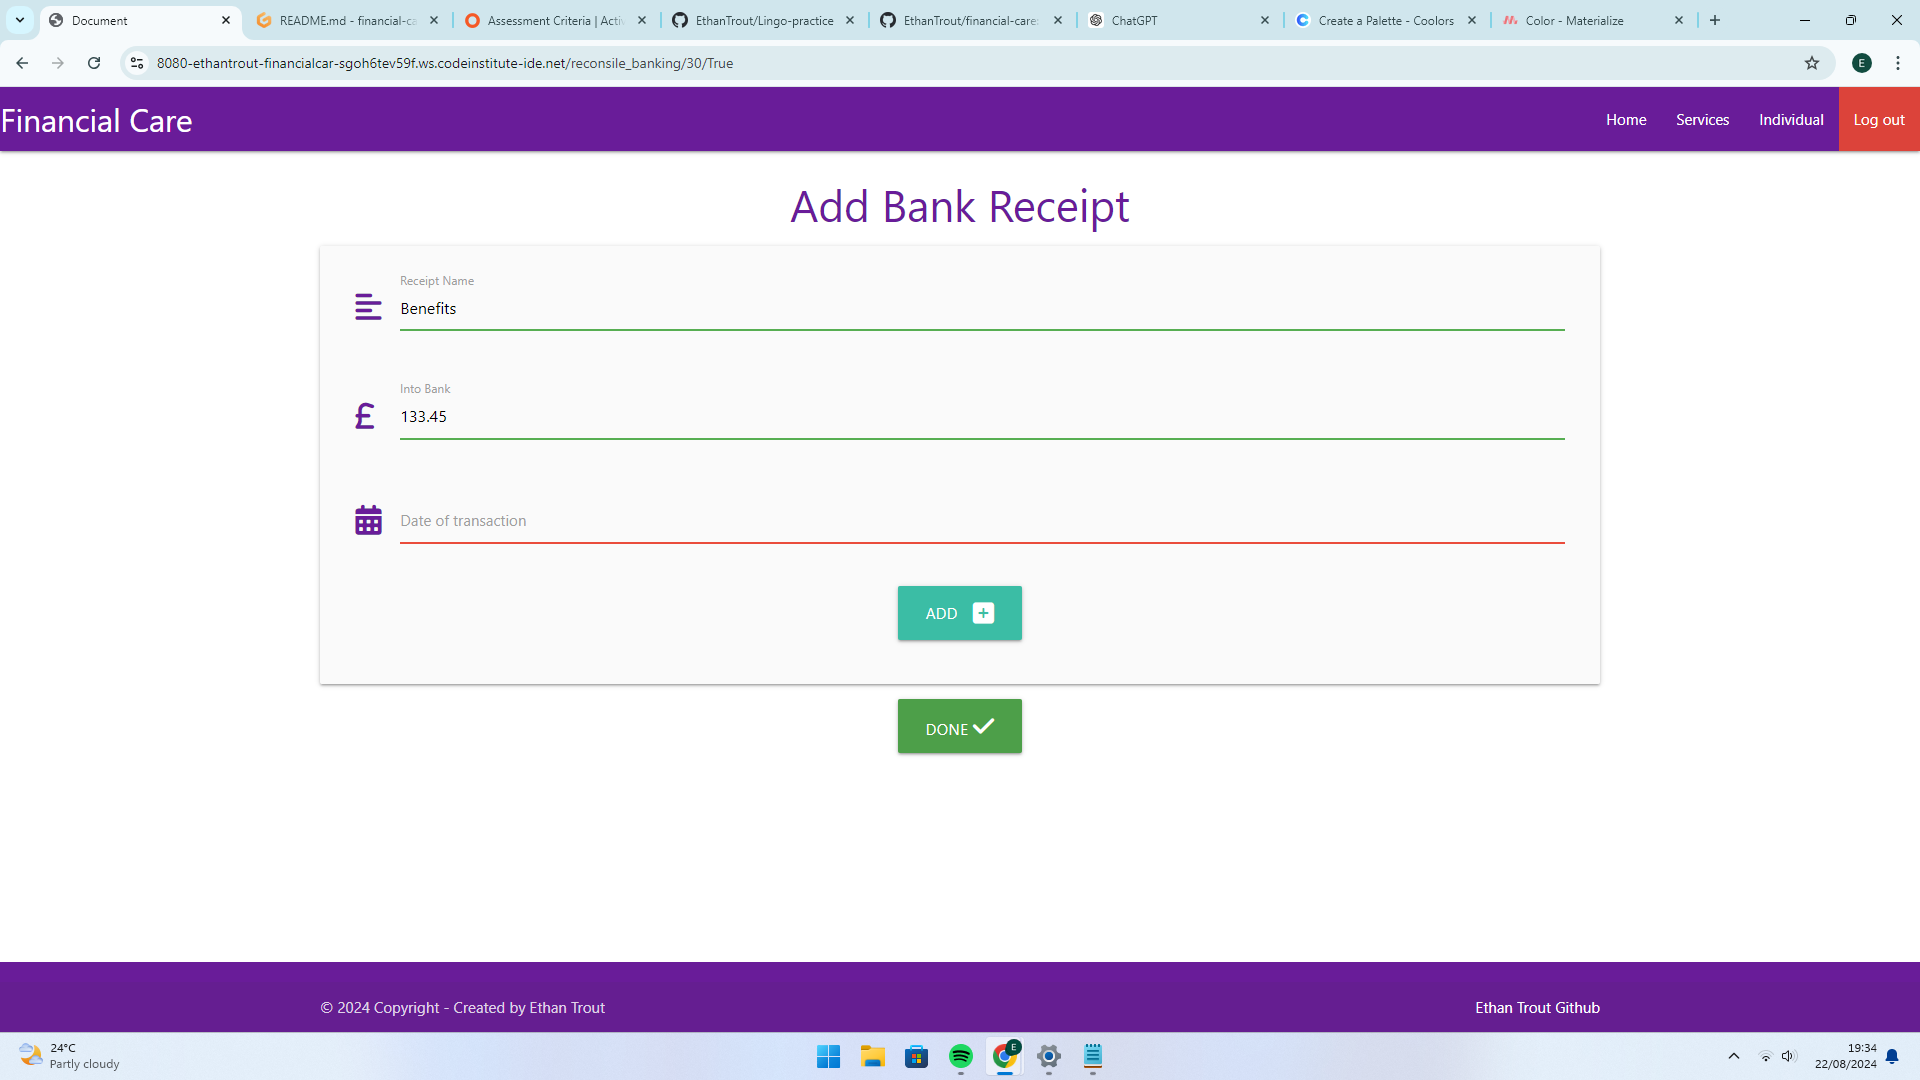 Document
README.md - financial-ca
Assessment Criteria | Activ
EthanTrout/Lingo-practice
EthanTrout/financial-care:
ChatGPT
Create a Palette - Coolors
Color - Materialize
8080-ethantrout-financialcar-sgoh6tev59f.ws.codeinstitute-ide.net/reconsile_banking/30/True
E
Financial Care
Home
Services
Individual
Log out
Add Bank Receipt
Receipt Name
Benefits
Into Bank
£
133.45
Date of transaction
ADD
DONE
© 2024 Copyright - Created by Ethan Trout
Ethan Trout Github
24°C
Partly cloudy
E
19:34
22/08/2024